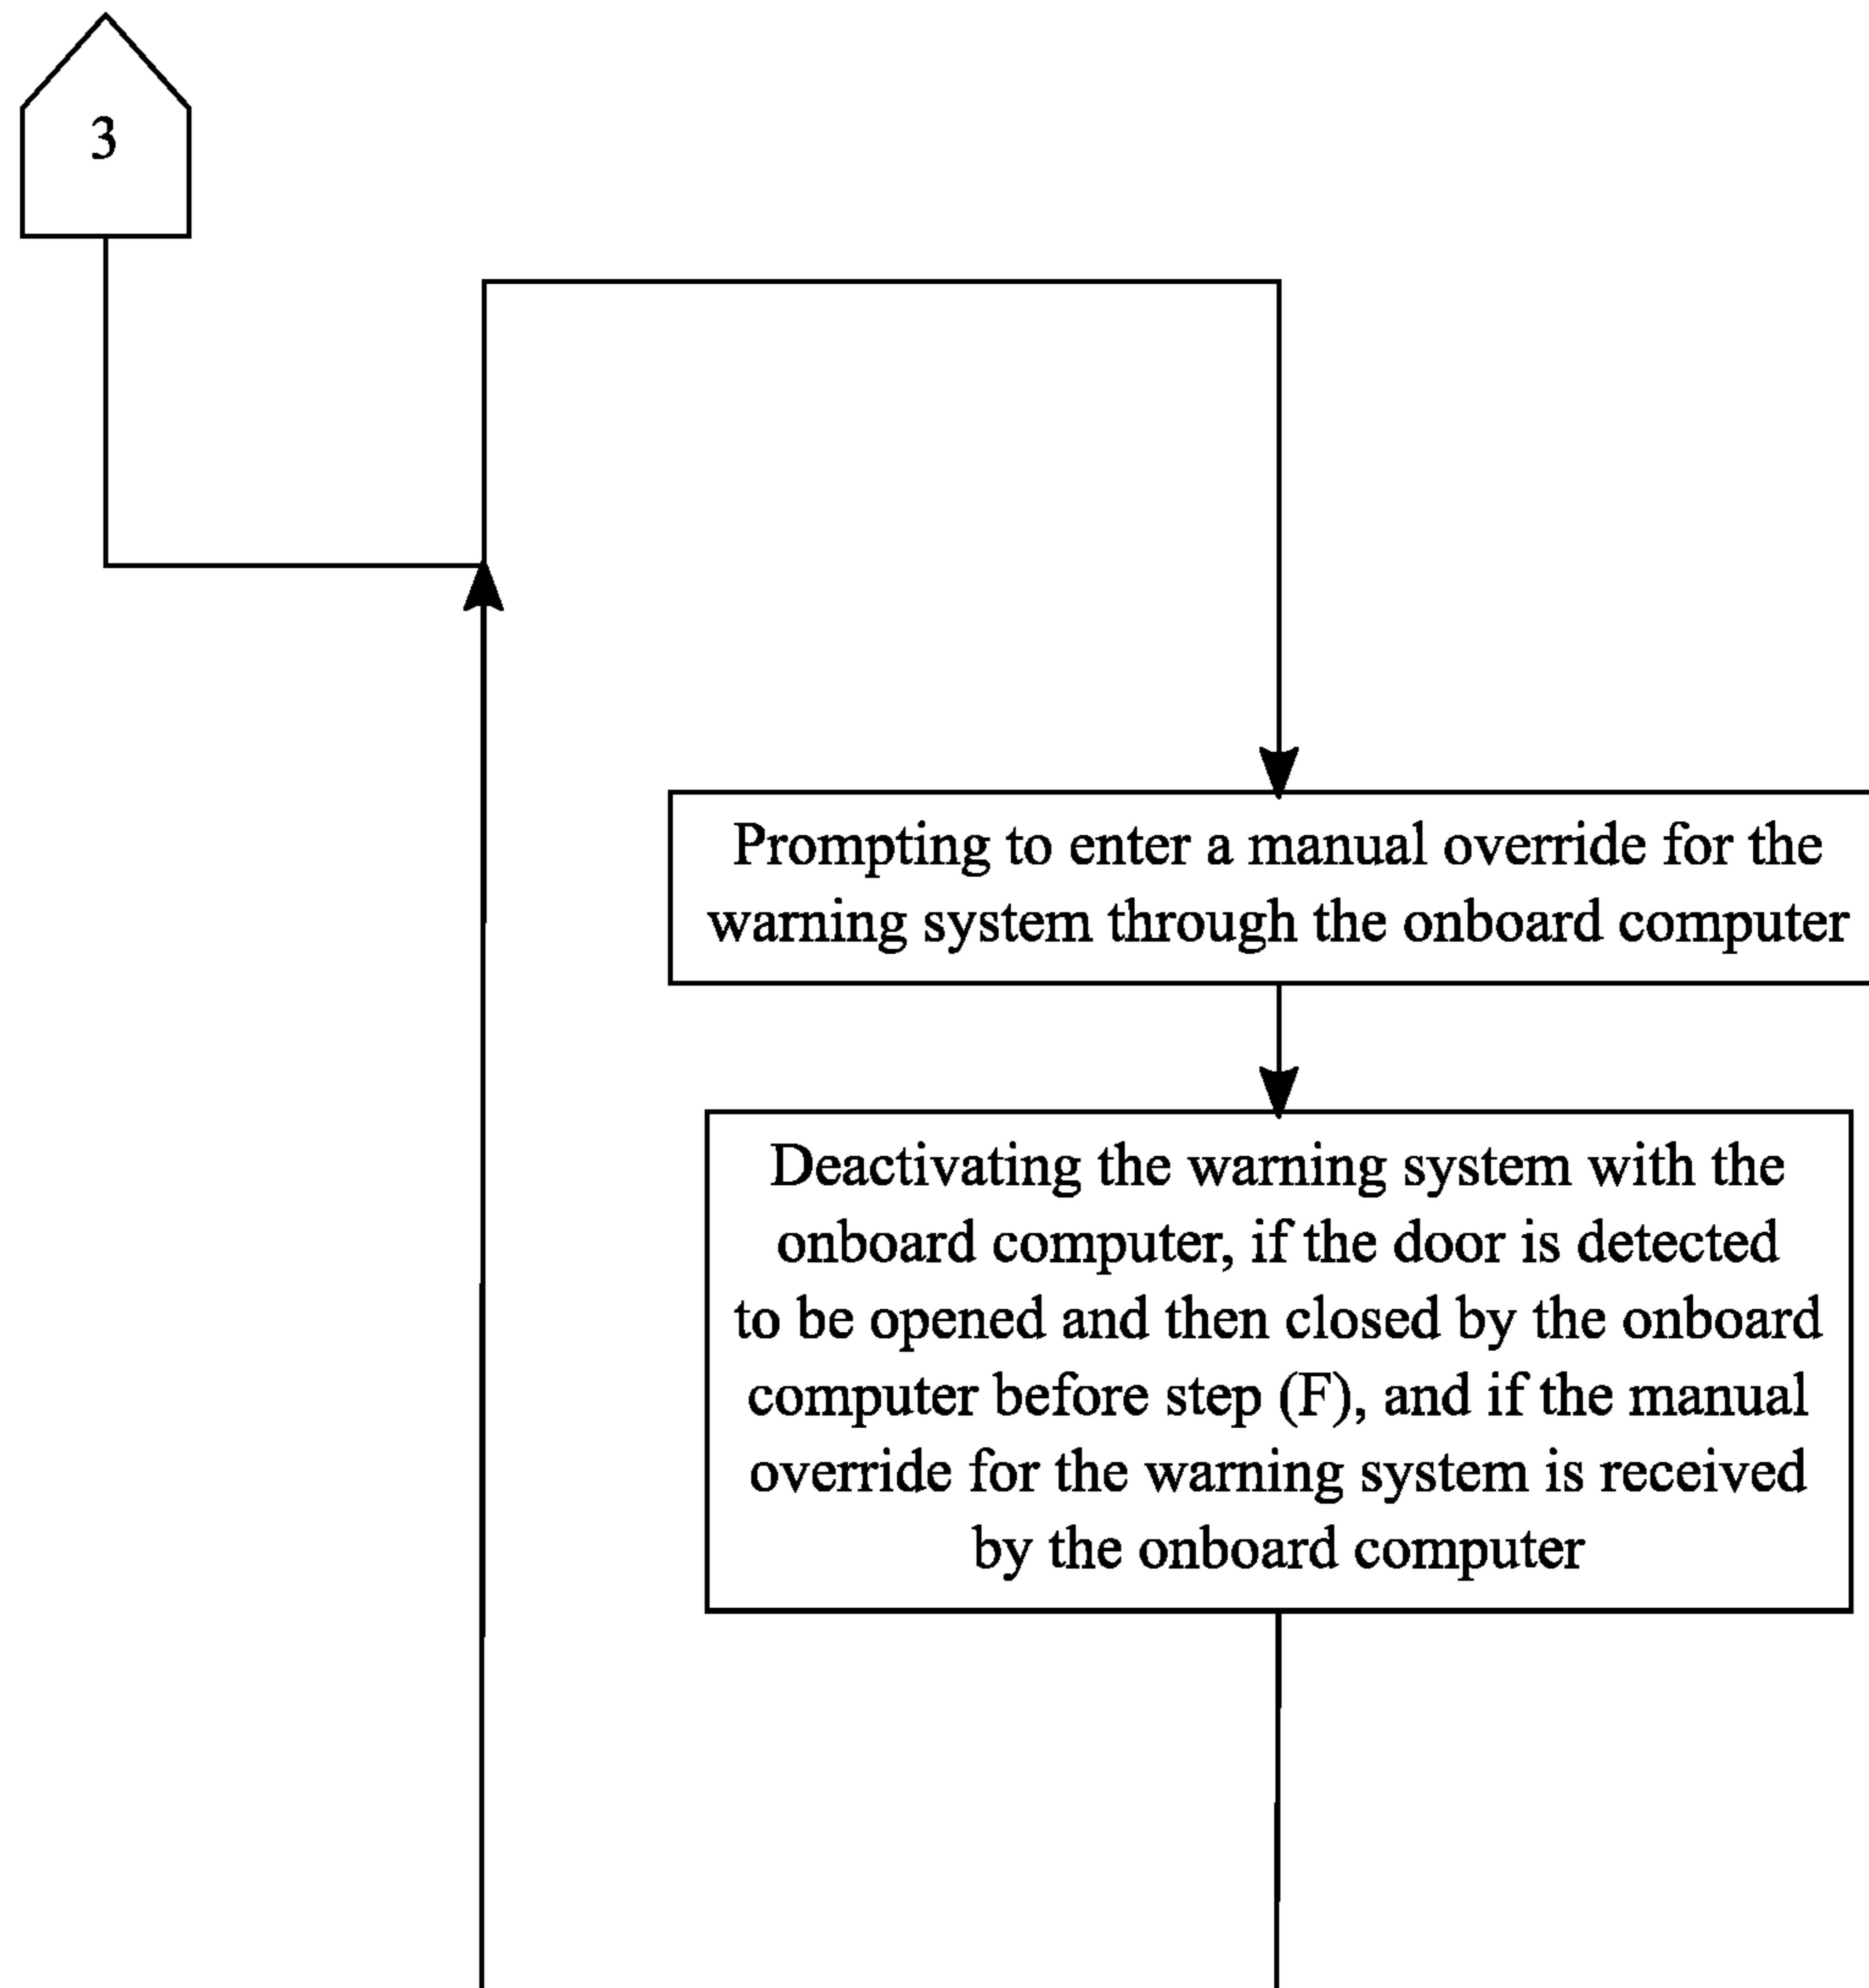 3
Prompting to enter a manual override for the
warning system through the onboard computer
Deactivating the warning system with the
onboard computer, if the door is detected
to be opened and then closed by the onboard
computer before step (F), and if the manual
override for the warning system is received
by the onboard computer